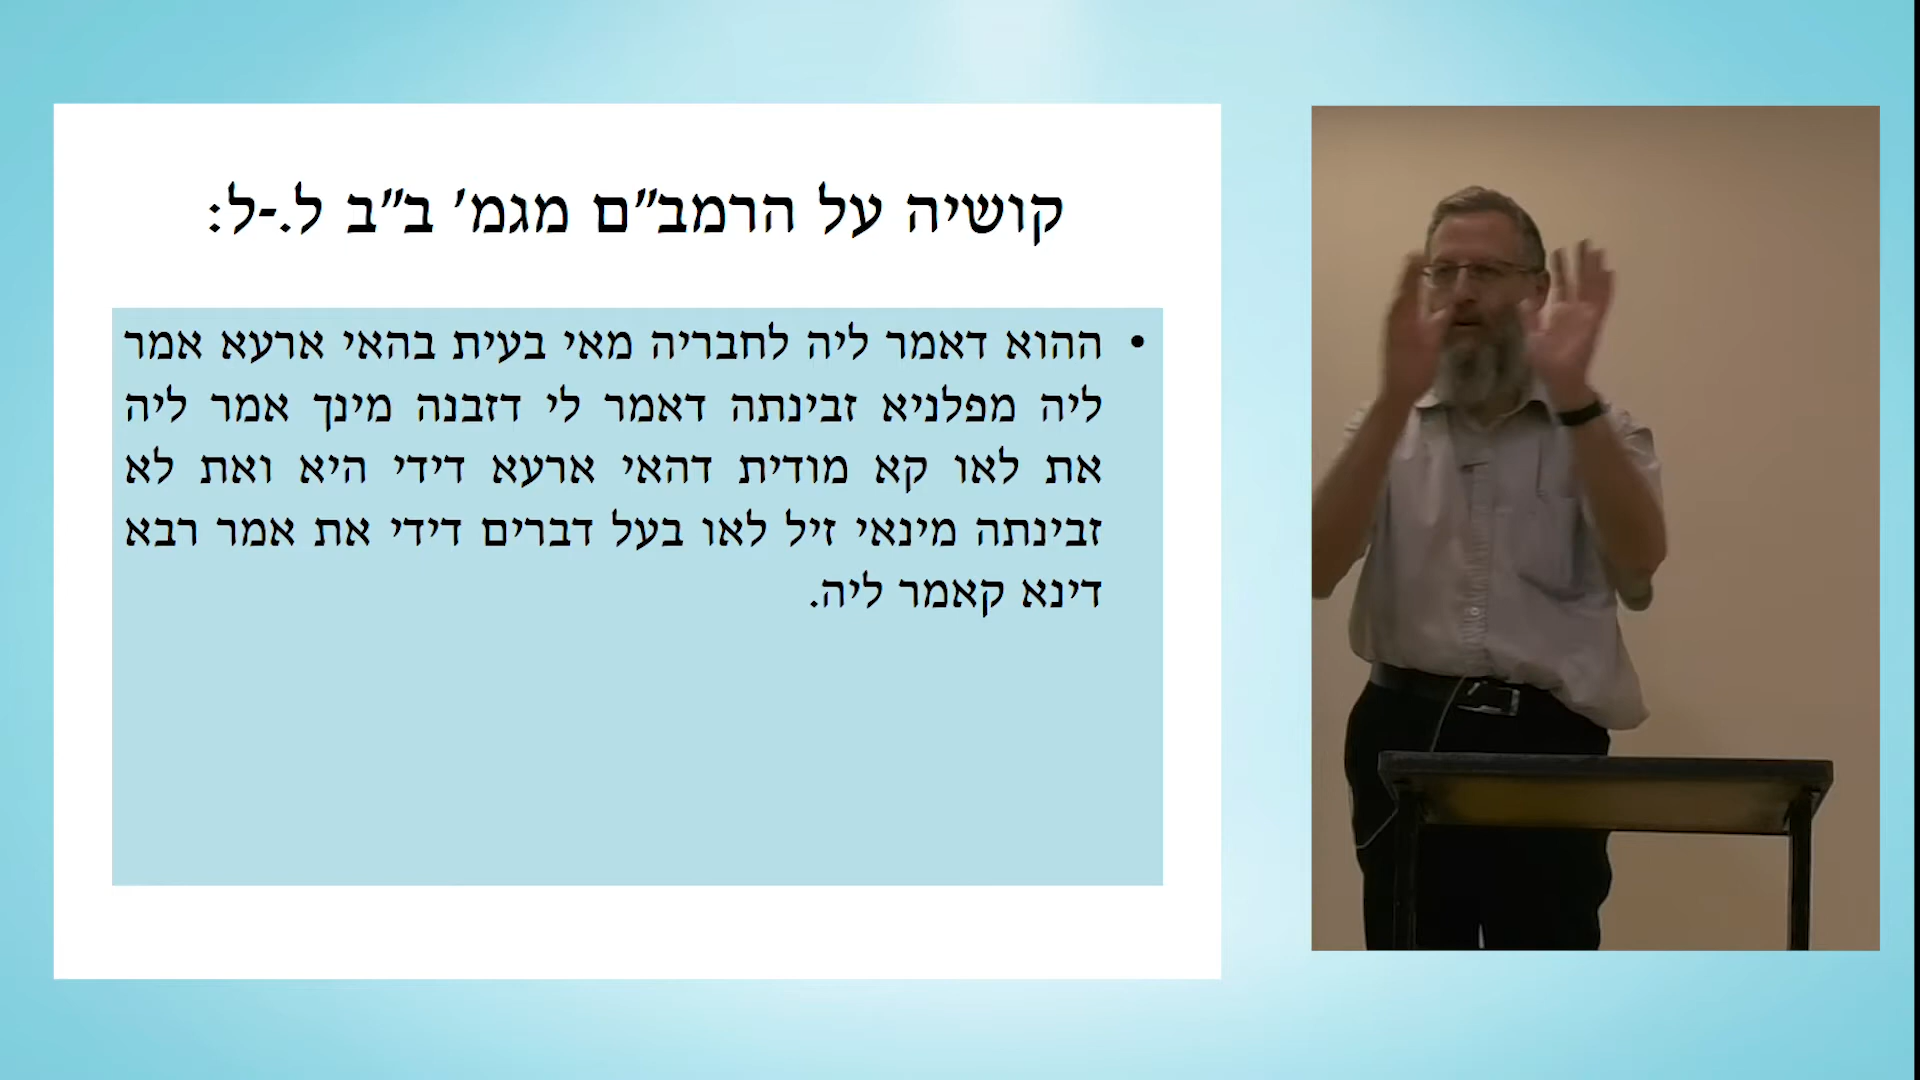 קושיה על הרמב"ם מגמ' ב"ב ל.-ל:
• ההוא דאמר ליה לחבריה מאי בעית בהאי ארעא אמר
ליה מפלניא זבינתה דאמר לי דזבנה מינך אמר ליה
את לאו קא מודית דהאי ארעא דידי היא ואת לא
זבינתה מינאי זיל לאו בעל דברים דידי את אמר רבא
דינא קאמר ליה.